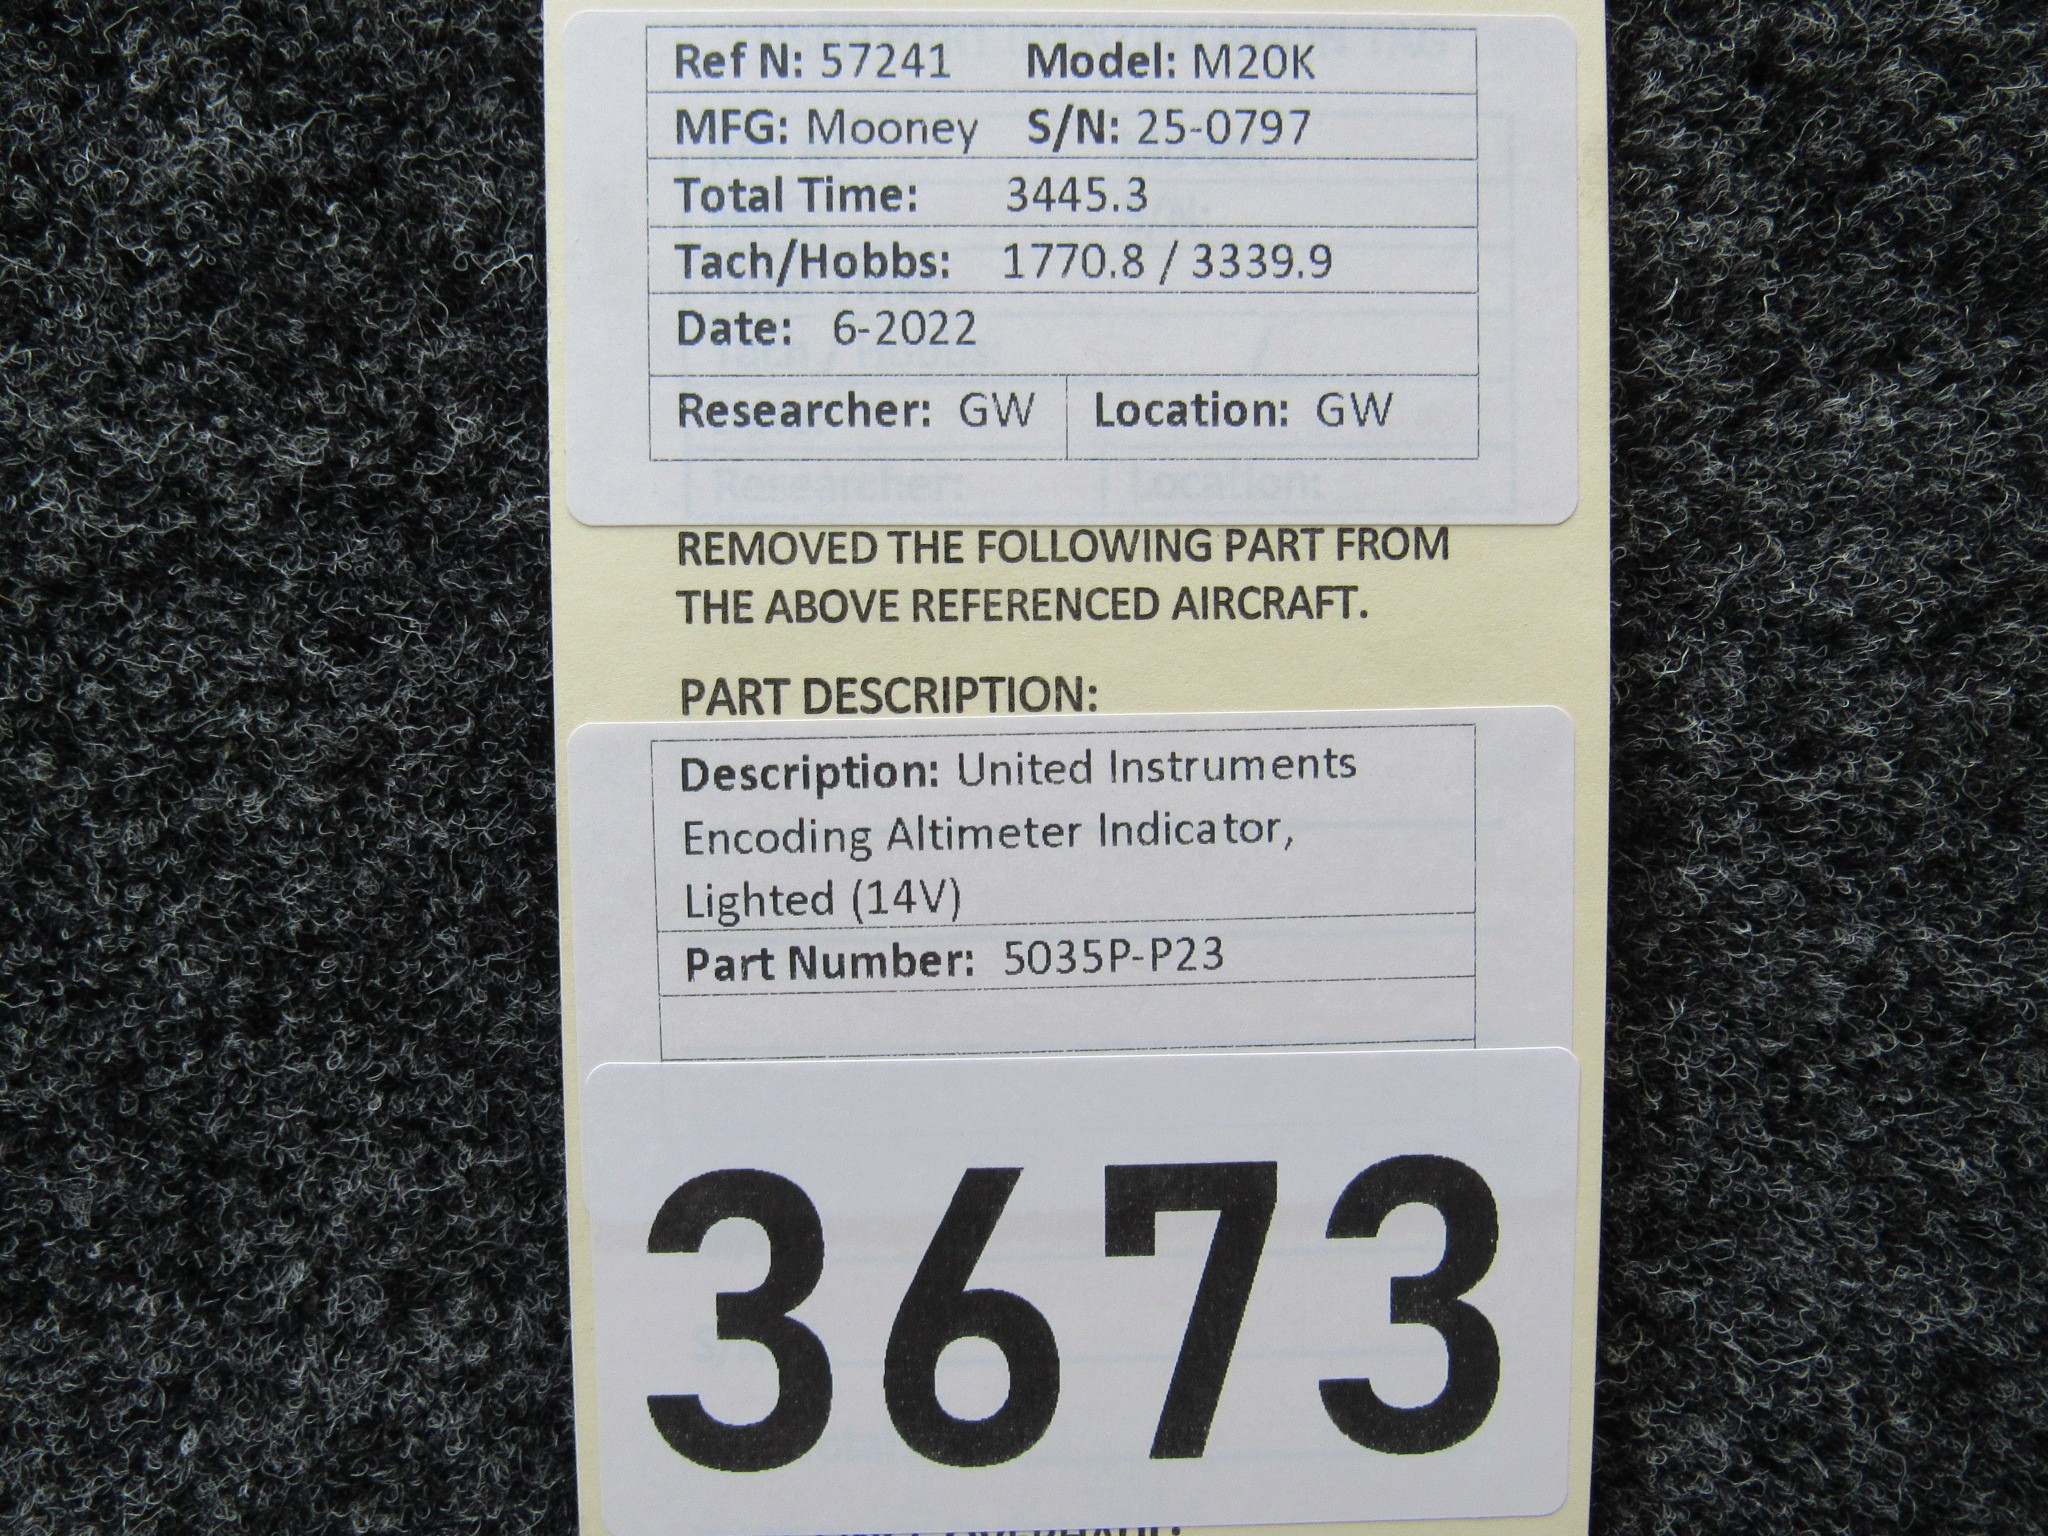 Ref N: 57241 Model: M20K
MFG: Mooney S/N: 25-0797
Total Time: 3445.3
Tach/Hobbs: 1770.8 / 3339.9
Date: 6-2022
Researcher: GW Location: GW
Researcher: Location:
REMOVED THE FOLLOWING PART FROM
THE ABOVE REFERENCED AIRCRAFT.
PART DESCRIPTION:
Description: United Instruments
Encoding Altimeter Indicator,
Lighted (14V)
Part Number: 5035P-P23
3673